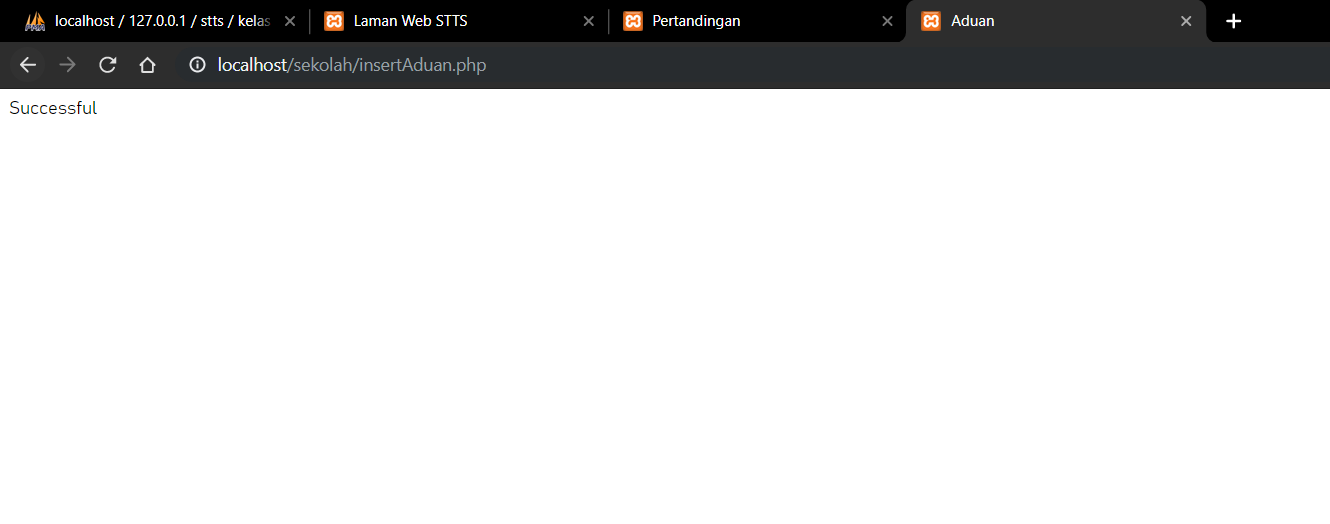 localhost / 127.0.0.1 / stts / kelas
Laman Web STTS
Pertandingan
Aduan
localhost/sekolah/insertAduan.php
Successful